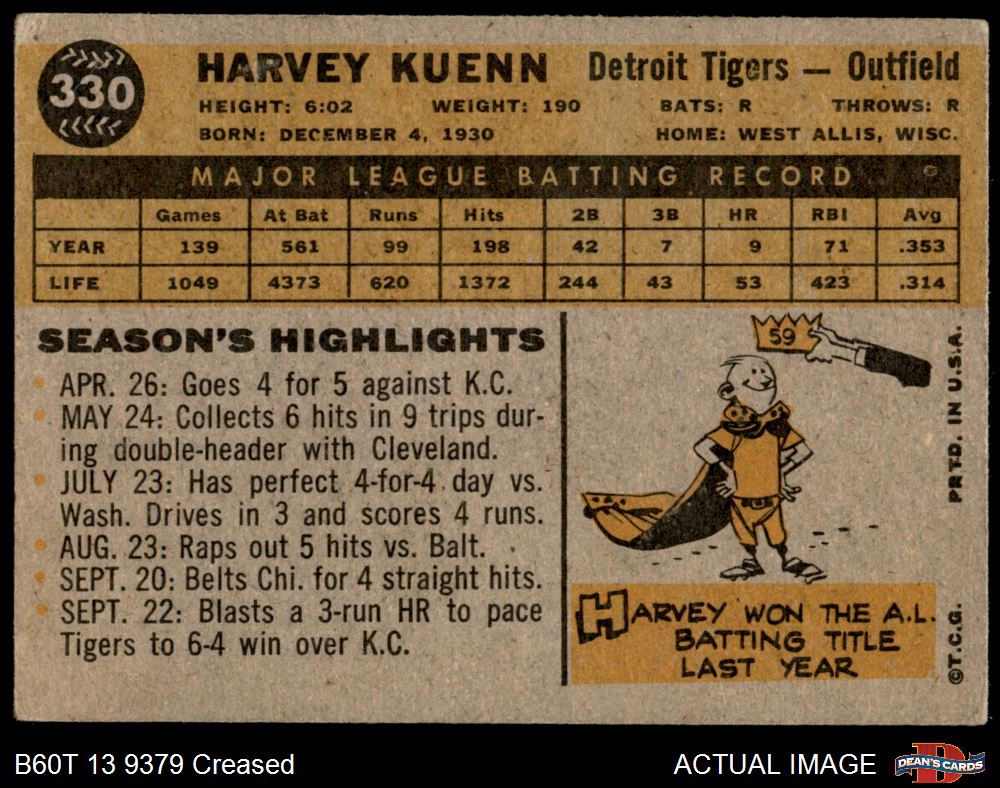 330
HARVEY KUENN Detroit Tigers — Outfield
HEIGHT: 6:02 WEIGHT: 190 BATS: R THROWS: R
BORN: DECEMBER 4, 1930 HOME: WEST ALLIS, WISC.
MAJOR LEAGUE BATTING RECORD
Games At Bat Runs Hits 2B 3B HR RBI Avg
YEAR 139 561 99 198 42 7 9 71 .353
LIFE 1049 4373 620 1372 244 43 53 423 .314
SEASON'S HIGHLIGHTS
APR. 26: Goes 4 for 5 against K.C.
MAY 24: Collects 6 hits in 9 trips dur-
ing double-header with Cleveland.
JULY 23: Has perfect 4-for-4 day vs.
Wash. Drives in 3 and scores 4 runs.
AUG. 23: Raps out 5 hits vs. Balt.
SEPT. 20: Belts Chi. for 4 straight hits.
SEPT. 22: Blasts a 3-run HR to pace
Tigers to 6-4 win over K.C.
59
HARVEY WON THE A.L.
BATTING TITLE
LAST YEAR
©T.C.G. PRTD. IN U.S.A.
B60T 13 9379 Creased ACTUAL IMAGE
DEAN'S CARDS